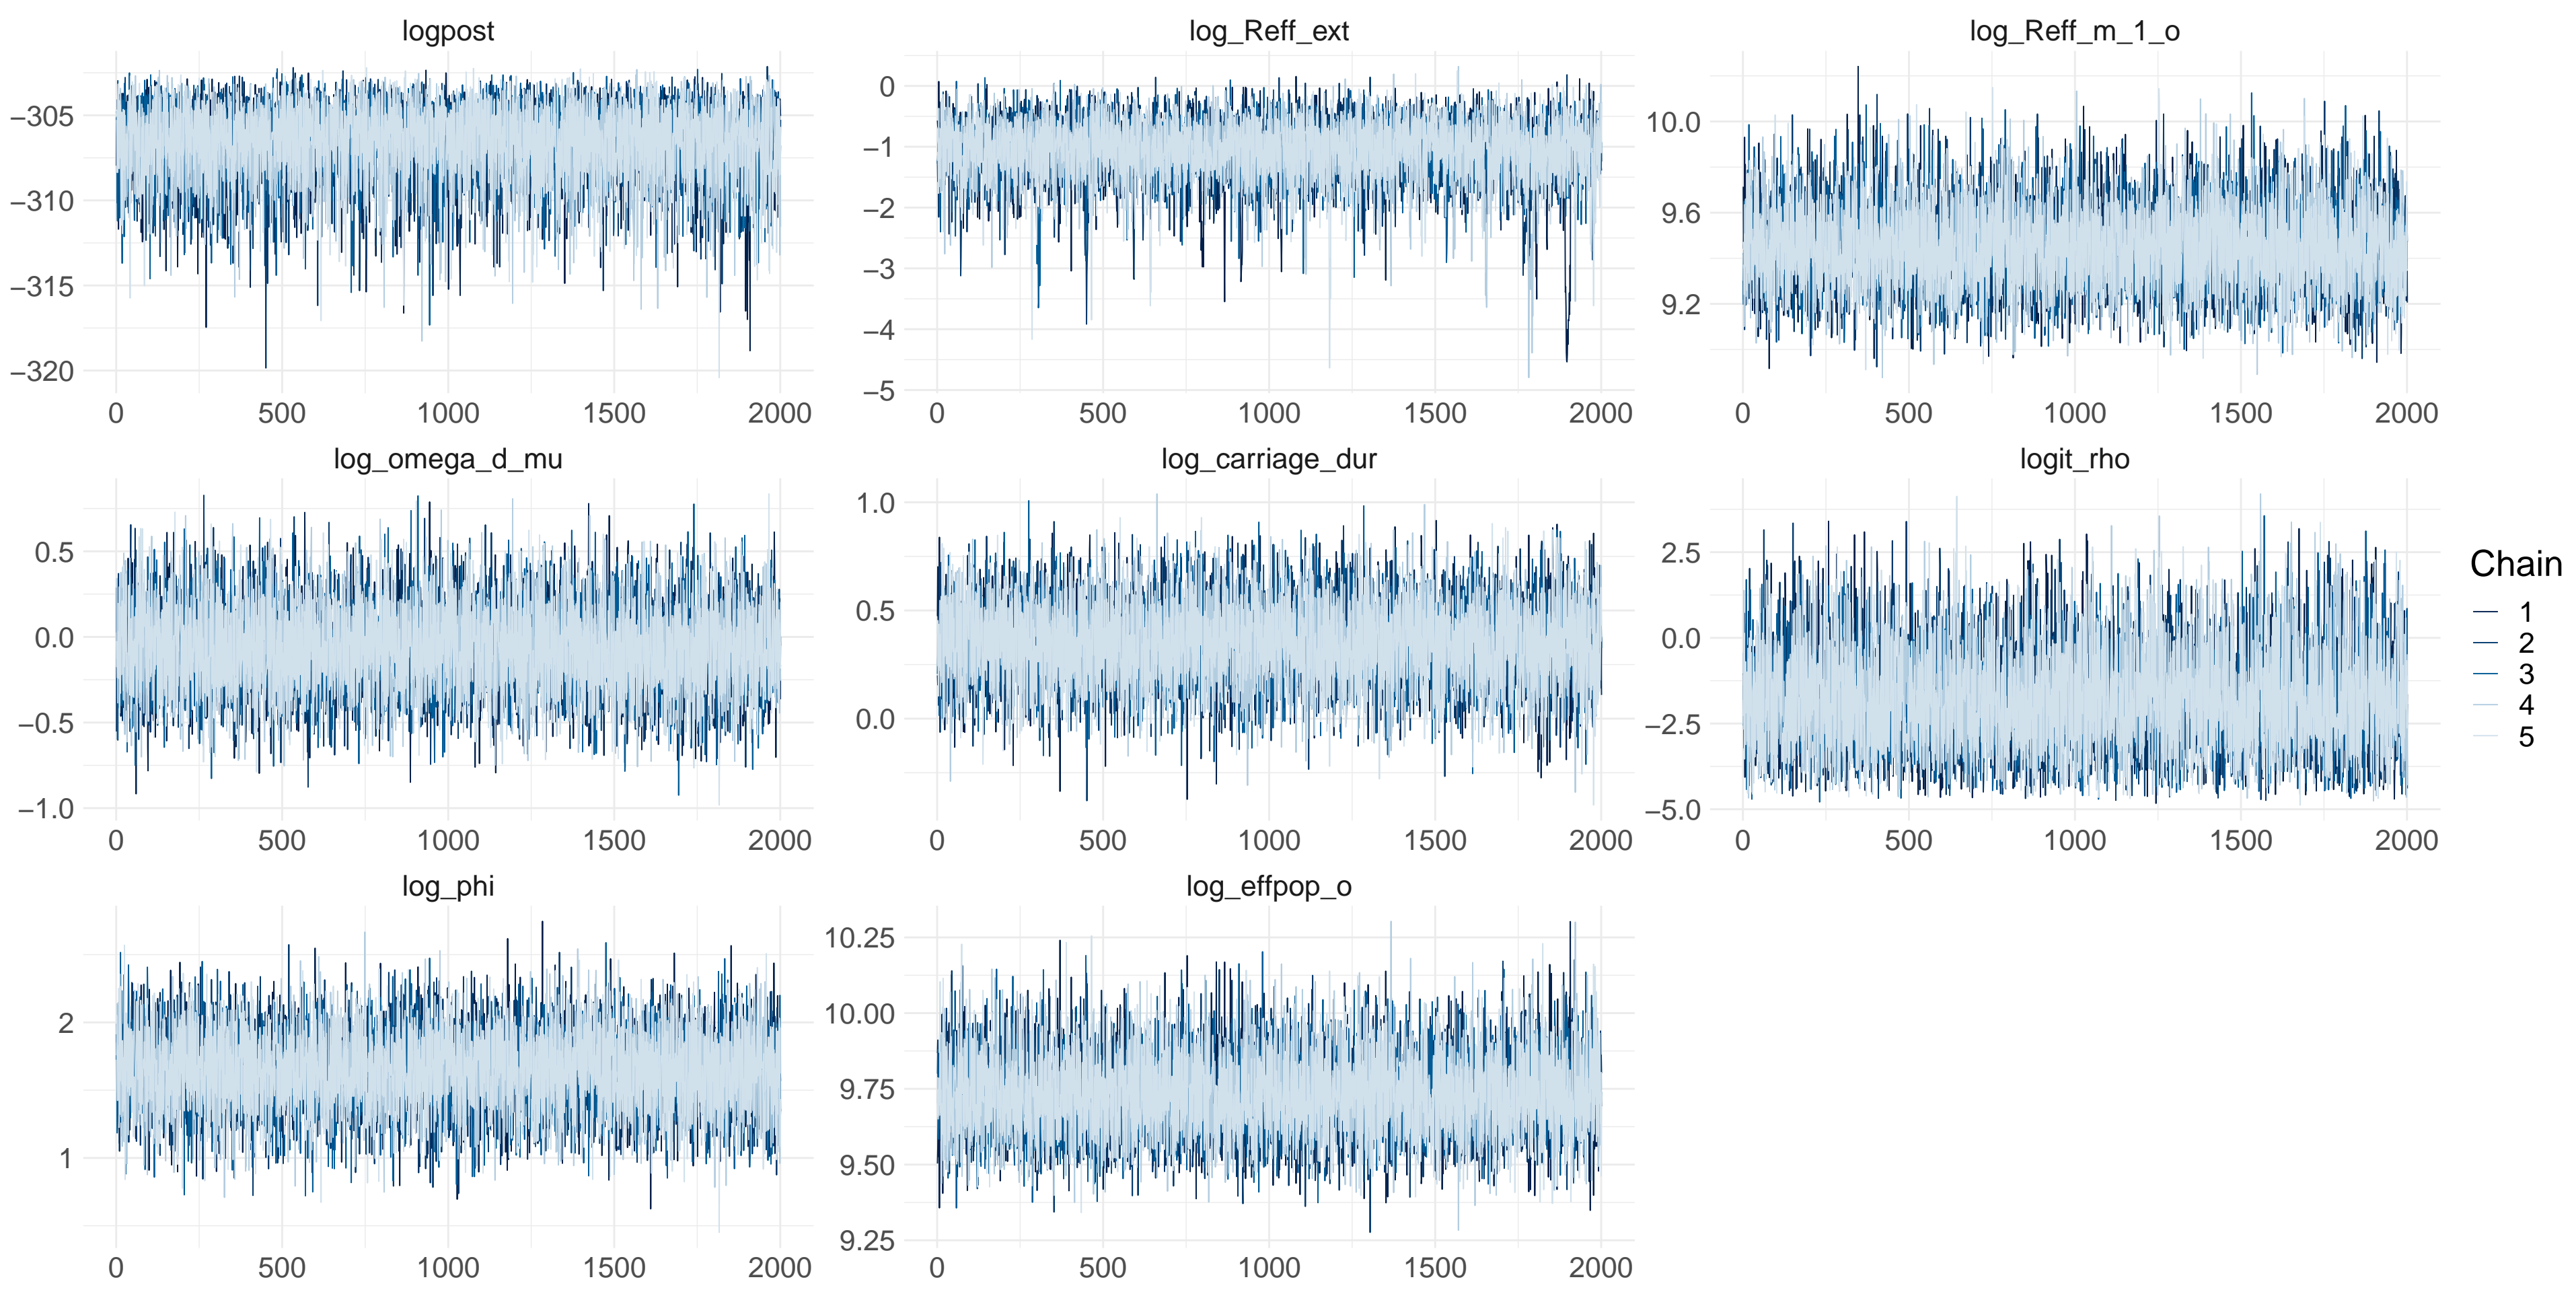 logpost
log_Reff_ext
log_Reff_m_1_o
−305
−310
−315
−320
0
−1
−2
−3
−4
−5
10.0
9.6
9.2
0 500 1000 1500 2000
0 500 1000 1500 2000
0 500 1000 1500 2000
log_omega_d_mu
log_carriage_dur
logit_rho
0.5
0.0
−0.5
−1.0
1.0
0.5
0.0
2.5
0.0
−2.5
−5.0
0 500 1000 1500 2000
0 500 1000 1500 2000
0 500 1000 1500 2000
Chain
1
2
3
4
5
log_phi
log_effpop_o
2
1
10.25
10.00
9.75
9.50
9.25
0 500 1000 1500 2000
0 500 1000 1500 2000